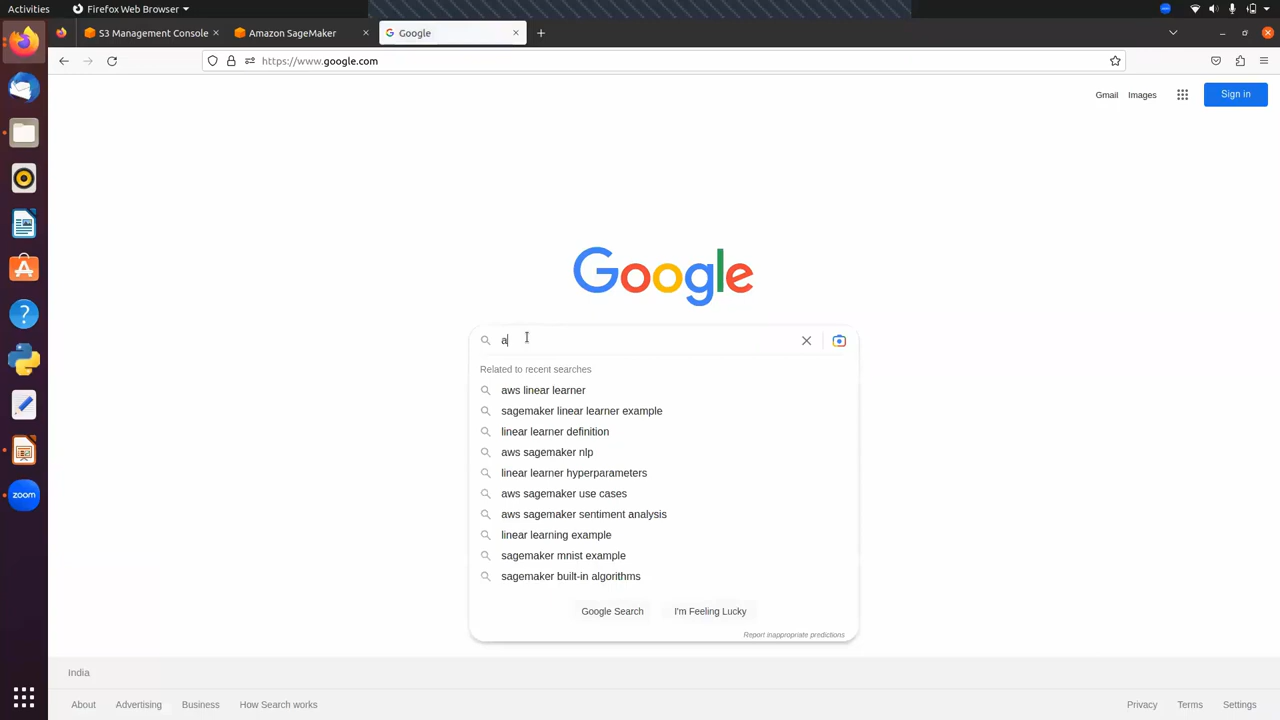 Activities Firefox Web Browser
S3 Management Console Amazon SageMaker Google
https://www.google.com
Gmail Images Sign in
Google
a
Related to recent searches
aws linear learner
sagemaker linear learner example
linear learner definition
aws sagemaker nlp
linear learner hyperparameters
aws sagemaker use cases
aws sagemaker sentiment analysis
linear learning example
sagemaker mnist example
sagemaker built-in algorithms
Google Search I'm Feeling Lucky
Report inappropriate predictions
zoom
India
About Advertising Business How Search works Privacy Terms Settings